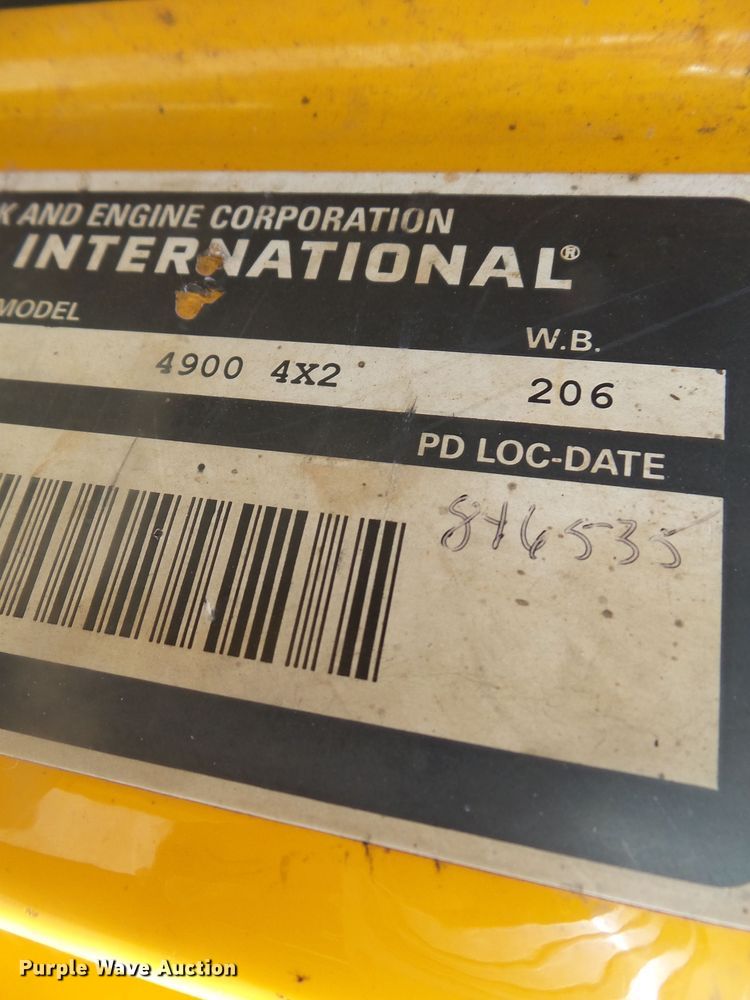 K AND ENGINE CORPORATION
INTERNATIONAL®
MODEL
W.B.
4900 4X2
206
PD LOC-DATE
846535
Purple Wave Auction